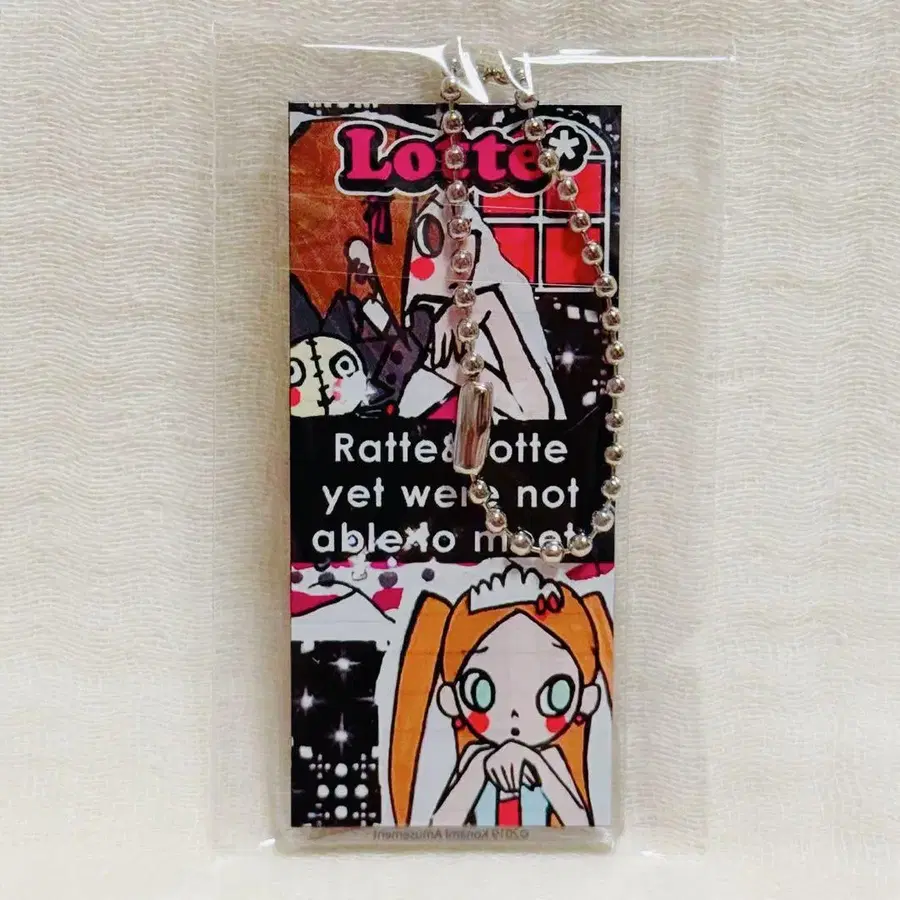 Lotte*
Ratte& Lotte
yet were not
able to meet.
©2019 Konami Amusement